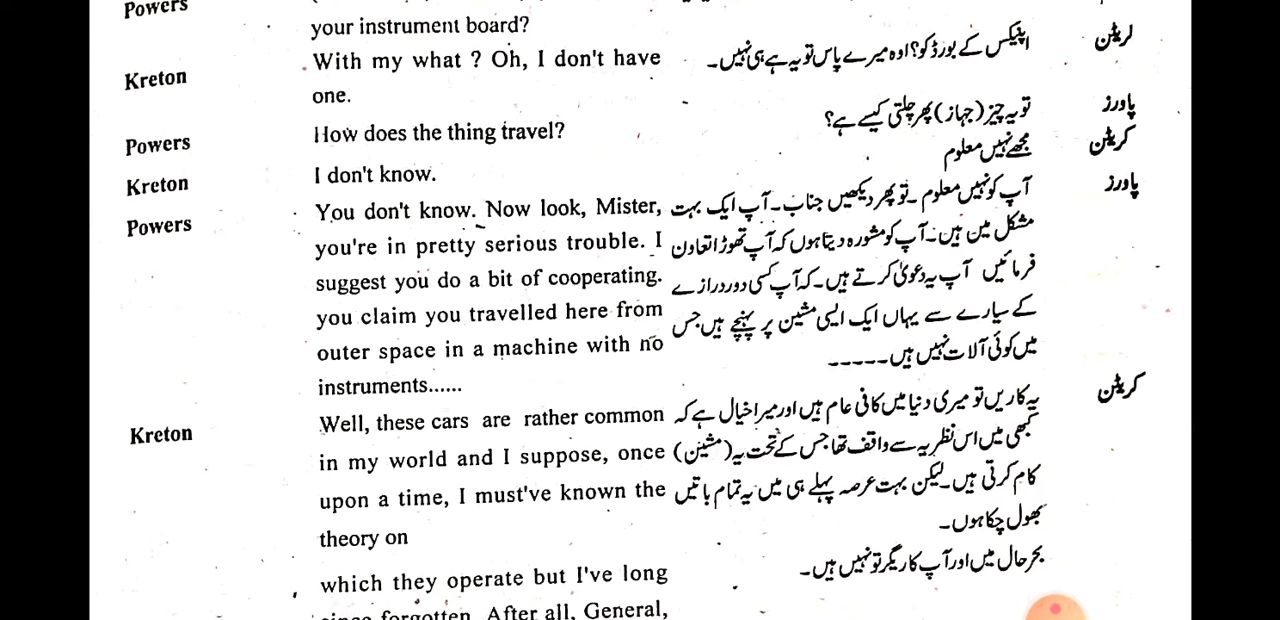 Powers
your instrument board?
Kreton With my what ? Oh, I don't have اپٹیکس کے بورڈ کو؟ اوہ میرے پاس تو یہ ہے ہی نہیں۔ لریٹن
one.
Powers How does the thing travel? تو یہ چیز (جہاز) پھر چلتی کیسے ہے؟ پاورز
Kreton I don't know. مجھے نہیں معلوم کریٹن
Powers You don't know. Now look, Mister, آپ کو نہیں معلوم ۔تو پھر دیکھیں جناب۔ آپ ایک بہت پاورز
you're in pretty serious trouble. I مشکل مین ہیں۔ آپ کو مشورہ دیتا ہوں کہ آپ تھوڑا تعاون
suggest you do a bit of cooperating. فرمائیں آپ یہ دعویٰ کرتے ہیں۔ کہ آپ کسی دور دراز ے
you claim you travelled here from کے سیارے سے یہاں ایک ایسی مشین پر پہنچے ہیں جس
outer space in a machine with no میں کوئی آلات نہیں ہیں۔۔۔۔۔
instruments......
Kreton Well, these cars are rather common یہ کاریں تو میری دنیا میں کافی عام ہیں اور میرا خیال ہے کہ کریٹن
in my world and I suppose, once کبھی میں اس نظریہ سے واقف تھا جس کے تحت یہ (مشین)
upon a time, I must've known the کام کرتی ہیں۔ لیکن بہت عرصہ پہلے ہی میں یہ تمام باتیں
theory on بھول چکا ہوں۔
which they operate but I've long بحر حال میں اور آپ کاریگر تو نہیں ہیں۔
since forgotten. After all, General,